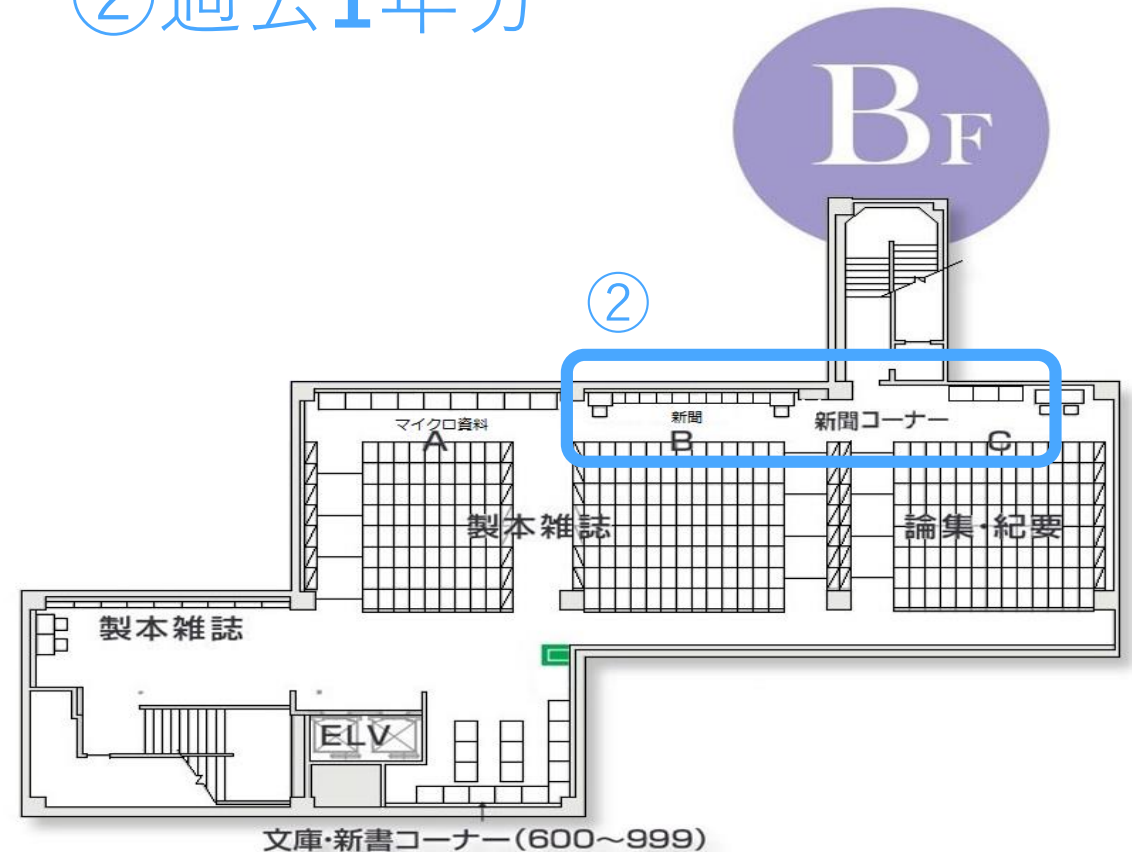 ②過去1年分
BF
②
マイクロ資料
新聞
新聞コーナー
A
B
C
製本雑誌
論集・紀要
製本雑誌
ELV
文庫・新書コーナー(600～999)